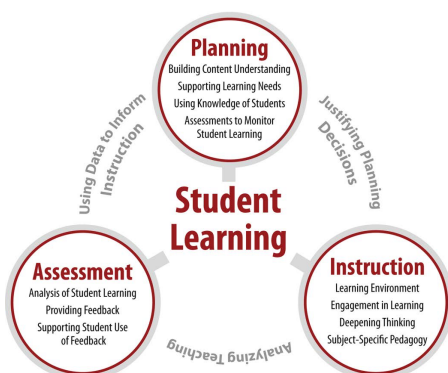 Planning
Building Content Understanding
Supporting Learning Needs
Using Knowledge of Students
Assessments to Monitor
Student Learning
Using Data to Inform
Instruction
Justifying Planning
Decisions
Student
Learning
Assessment
Analysis of Student Learning
Providing Feedback
Supporting Student Use
of Feedback
Instruction
Learning Environment
Engagement in Learning
Deepening Thinking
Subject-Specific Pedagogy
Analyzing Teaching